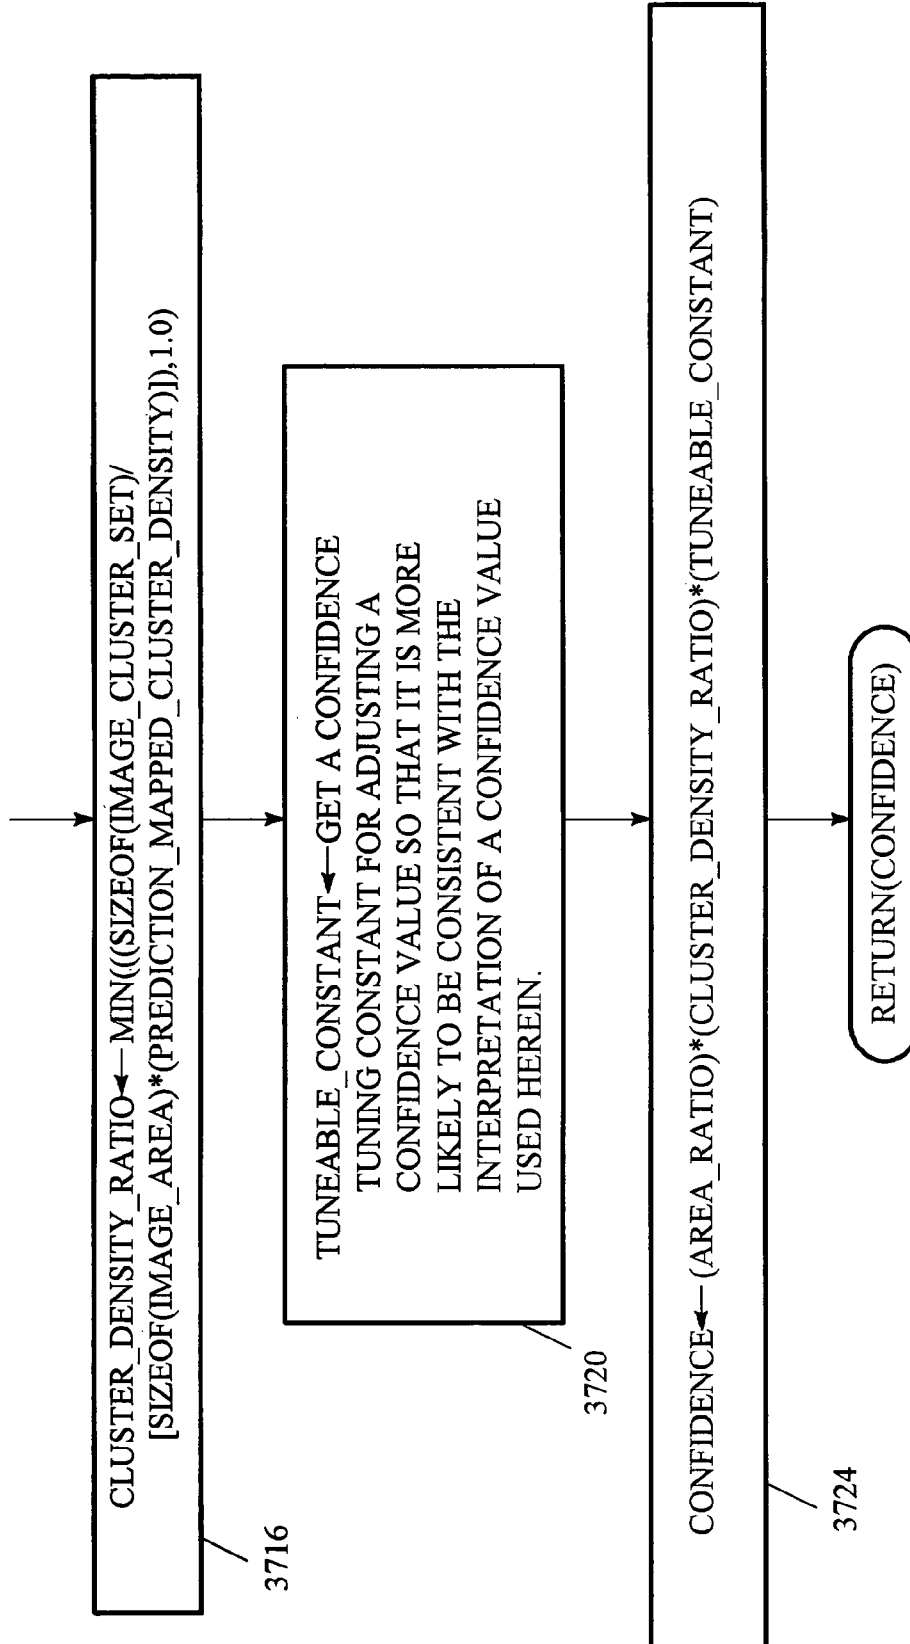 CLUSTER_DENSITY_RATIO←MIN(((SIZEOF(IMAGE_CLUSTER_SET)/
[SIZEOF(IMAGE_AREA)*(PREDICTION_MAPPED_CLUSTER_DENSITY)]),1.0)
3716
TUNEABLE_CONSTANT←GET A CONFIDENCE
TUNING CONSTANT FOR ADJUSTING A
CONFIDENCE VALUE SO THAT IT IS MORE
LIKELY TO BE CONSISTENT WITH THE
INTERPRETATION OF A CONFIDENCE VALUE
USED HEREIN.
3720
CONFIDENCE←(AREA_RATIO)*(CLUSTER_DENSITY_RATIO)*(TUNEABLE_CONSTANT)
3724
RETURN(CONFIDENCE)